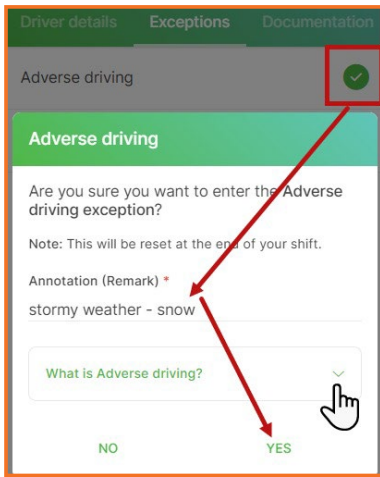 Driver details Exceptions Documentation
Adverse driving
Adverse driving
Are you sure you want to enter the Adverse
driving exception?
Note: This will be reset at the end of your shift.
Annotation (Remark) *
stormy weather - snow
What is Adverse driving?
NO YES